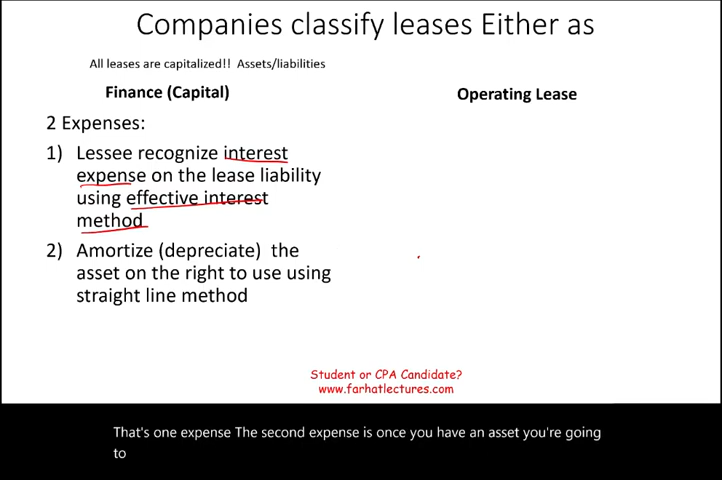 Companies classify leases Either as
All leases are capitalized!! Assets/liabilities
Finance (Capital)
Operating Lease
2 Expenses:
1) Lessee recognize interest
expense on the lease liability
using effective interest
method
2) Amortize (depreciate) the
asset on the right to use using
straight line method
Student or CPA Candidate?
www.farhatlectures.com
That's one expense The second expense is once you have an asset you're going
to